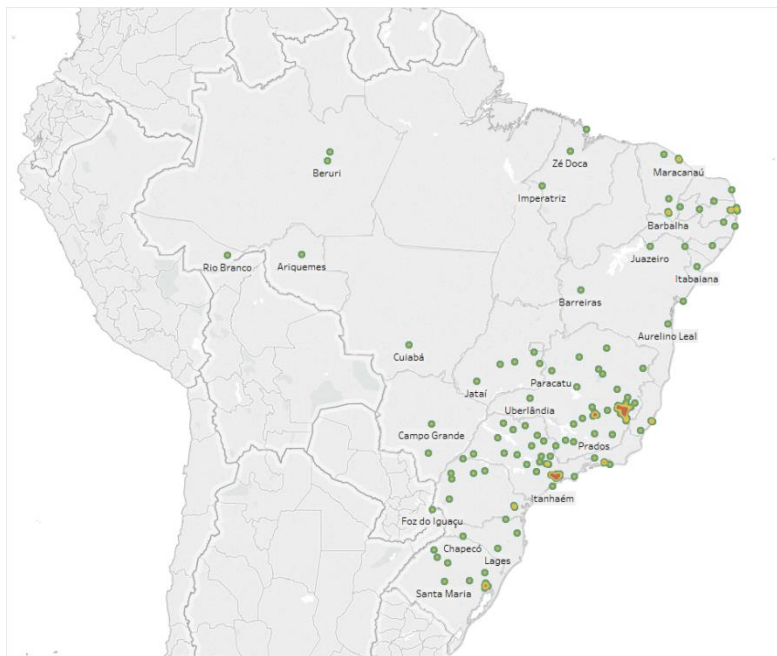 Zé Doca
Maracanaú
Beruri
Imperatriz
Barbalha
Juazeiro
Rio Branco
Ariquemes
Itabaiana
Barreiras
Aurelino Leal
Cuiabá
Paracatu
Jataí
Uberlândia
Campo Grande
Prados
Itanhaém
Foz do Iguaçu
Chapecó
Lages
Santa Maria